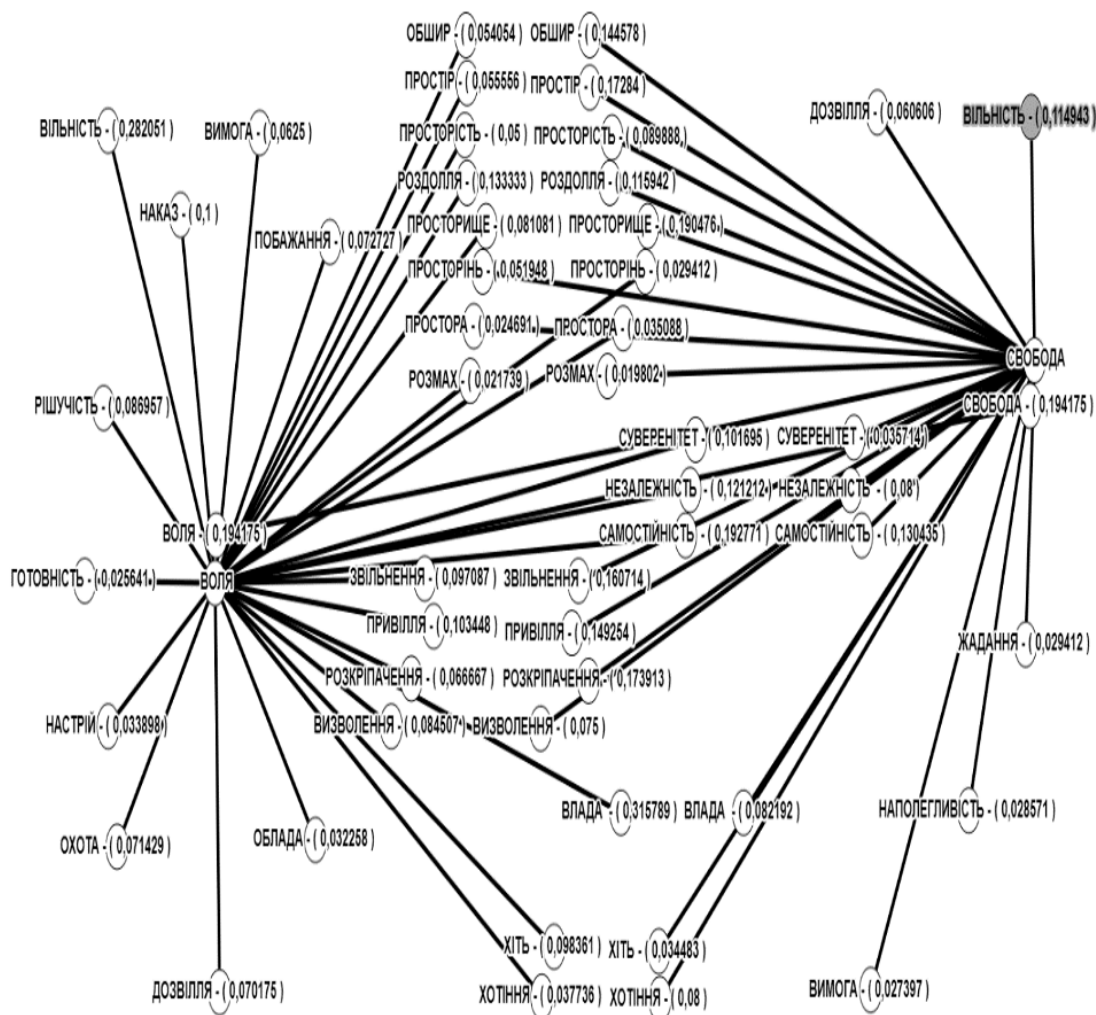 ОБШИР - ( 0,054054 )
ОБШИР - ( 0,144578 )
ПРОСТІР - ( 0,055556 )
ПРОСТІР - ( 0,17284 )
ДОЗВІЛЛЯ - ( 0,060606 )
ВІЛЬНІСТЬ - ( 0,114943 )
ВІЛЬНІСТЬ - ( 0,282051 )
ВИМОГА - ( 0,0625 )
ПРОСТОРІСТЬ - ( 0,05 )
ПРОСТОРІСТЬ - ( 0,089888 )
РОЗДОЛЛЯ - ( 0,133333 )
РОЗДОЛЛЯ - ( 0,115942 )
НАКАЗ - ( 0,1 )
ПОБАЖАННЯ - ( 0,072727 )
ПРОСТОРИЩЕ - ( 0,081081 )
ПРОСТОРИЩЕ - ( 0,190476 )
ПРОСТОРІНЬ - ( 0,051948 )
ПРОСТОРІНЬ - ( 0,029412 )
ПРОСТОРА - ( 0,024691 )
ПРОСТОРА - ( 0,035088 )
СВОБОДА
РОЗМАХ - ( 0,021739 )
РОЗМАХ - ( 0,019802 )
РІШУЧІСТЬ - ( 0,086957 )
СВОБОДА - ( 0,194175 )
СУВЕРЕНІТЕТ - ( 0,101695 )
СУВЕРЕНІТЕТ - ( 0,035714 )
НЕЗАЛЕЖНІСТЬ - ( 0,121212 )
НЕЗАЛЕЖНІСТЬ - ( 0,08 )
ВОЛЯ - ( 0,194175 )
САМОСТІЙНІСТЬ - ( 0,192771 )
САМОСТІЙНІСТЬ - ( 0,130435 )
ГОТОВНІСТЬ - ( 0,025641 )
ВОЛЯ
ЗВІЛЬНЕННЯ - ( 0,097087 )
ЗВІЛЬНЕННЯ - ( 0,160714 )
ПРИВІЛЛЯ - ( 0,103448 )
ПРИВІЛЛЯ - ( 0,149254 )
ЖАДАННЯ - ( 0,029412 )
РОЗКРІПАЧЕННЯ - ( 0,066667 )
РОЗКРІПАЧЕННЯ - ( 0,173913 )
НАСТРІЙ - ( 0,033898 )
ВИЗВОЛЕННЯ - ( 0,084507 )
ВИЗВОЛЕННЯ - ( 0,075 )
ВЛАДА - ( 0,315789 )
ВЛАДА - ( 0,082192 )
НАПОЛЕГЛИВІСТЬ - ( 0,028571 )
ОХОТА - ( 0,071429 )
ОБЛАДА - ( 0,032258 )
ХІТЬ - ( 0,098361 )
ХІТЬ - ( 0,034483 )
ДОЗВІЛЛЯ - ( 0,070175 )
ХОТІННЯ - ( 0,037736 )
ХОТІННЯ - ( 0,08 )
ВИМОГА - ( 0,027397 )